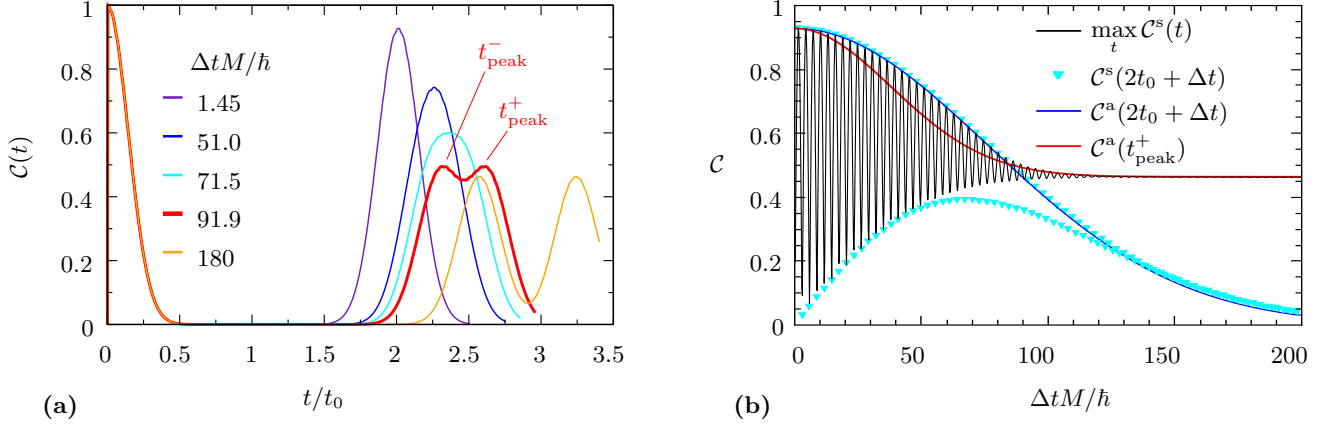 1
0.8
0.6
0.4
0.2
0
C(t)
ΔtM/ħ
1.45
51.0
71.5
91.9
180
t⁻peak
t⁺peak
0 0.5 1 1.5 2 2.5 3 3.5
t/t₀
(a)
1
0.8
0.6
0.4
0.2
0
C
max Cˢ(t)
t
Cˢ(2t₀ + Δt)
Cᵃ(2t₀ + Δt)
Cᵃ(t⁺peak)
0 50 100 150 200
ΔtM/ħ
(b)